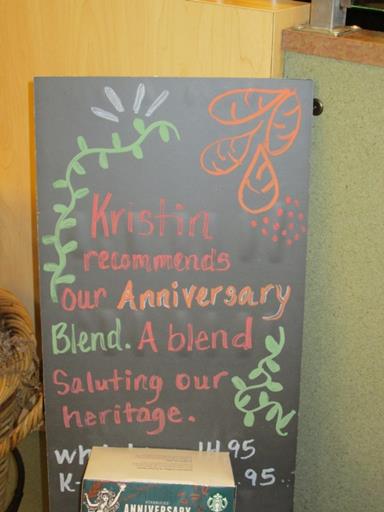 Kristin
recommends
our Anniversary
Blend. A blend
Saluting our
heritage.
14.95
K- .95
ANNIVERSARY